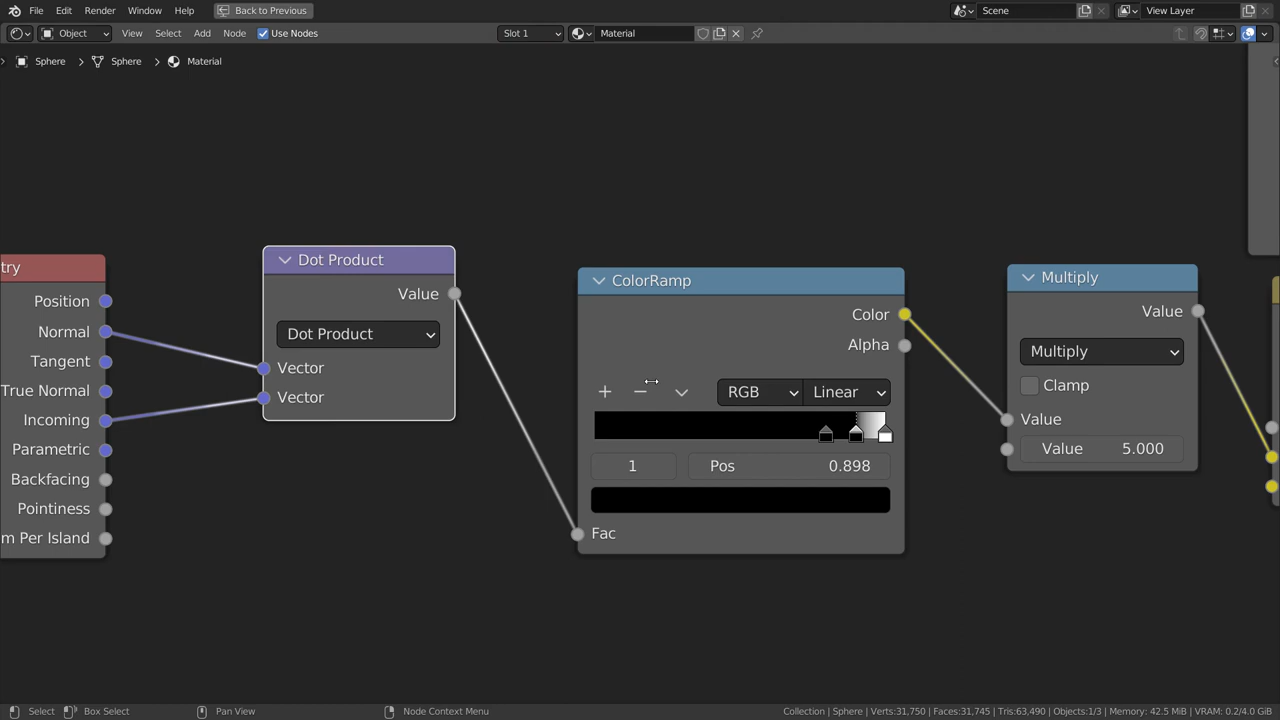 File Edit Render Window Help Back to Previous Scene View Layer
Object View Select Add Node Use Nodes Slot 1 Material
Sphere > Sphere > Material
try
Position
Normal
Tangent
True Normal
Incoming
Parametric
Backfacing
Pointiness
m Per Island
Dot Product
Value
Dot Product
Vector
Vector
ColorRamp
Color
Alpha
RGB Linear
1 Pos 0.898
Fac
Multiply
Value
Multiply
Clamp
Value
Value 5.000
Select Box Select Pan View Node Context Menu Collection | Sphere | Verts:31,750 | Faces:31,745 | Tris:63,490 | Objects:1/3 | Memory: 42.5 MiB | VRAM: 0.2/4.0 GiB